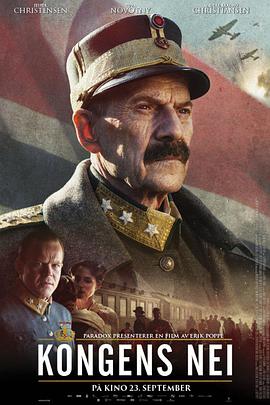 CHRISTENSEN
NOVOTNY
CHRISTIANSEN
PARADOX PRESENTERER EN FILM AV ERIK POPPE
KONGENS NEI
PÅ KINO 23. SEPTEMBER